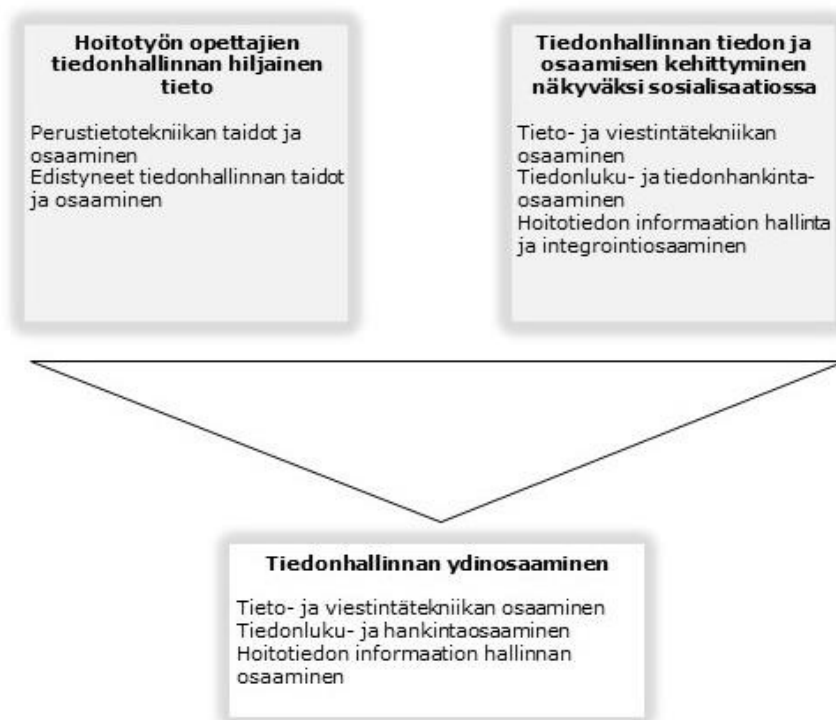 Hoitotyön opettajien
tiedonhallinnan hiljainen
tieto
Perustietotekniikan taidot ja
osaaminen
Edistyneet tiedonhallinnan taidot
ja osaaminen
Tiedonhallinnan tiedon ja
osaamisen kehittyminen
näkyväksi sosialisaatiossa
Tieto- ja viestintätekniikan
osaaminen
Tiedonluku- ja tiedonhankinta-
osaaminen
Hoitotiedon informaation hallinta
ja integrointiosaaminen
Tiedonhallinnan ydinosaaminen
Tieto- ja viestintätekniikan osaaminen
Tiedonluku- ja hankintaosaaminen
Hoitotiedon informaation hallinnan
osaaminen